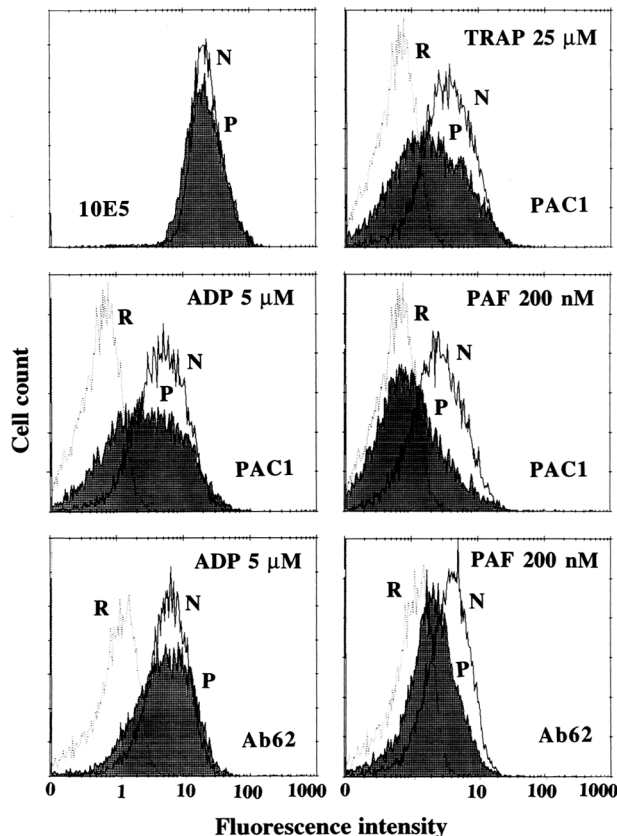 N
P
10E5
TRAP 25 μM
R
N
P
PAC1
ADP 5 μM
R
N
P
PAC1
PAF 200 nM
R
N
P
PAC1
ADP 5 μM
R
N
P
Ab62
PAF 200 nM
R
N
P
Ab62
Cell count
0 1 10 100 1000
0 10 100 1000
Fluorescence intensity